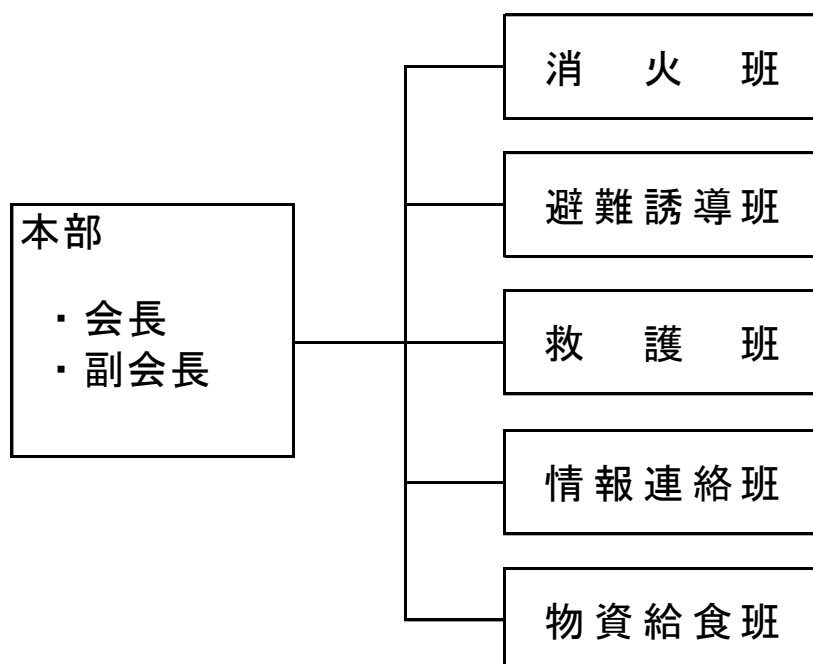 本部
・会長
・副会長
消火班
避難誘導班
救護班
情報連絡班
物資給食班